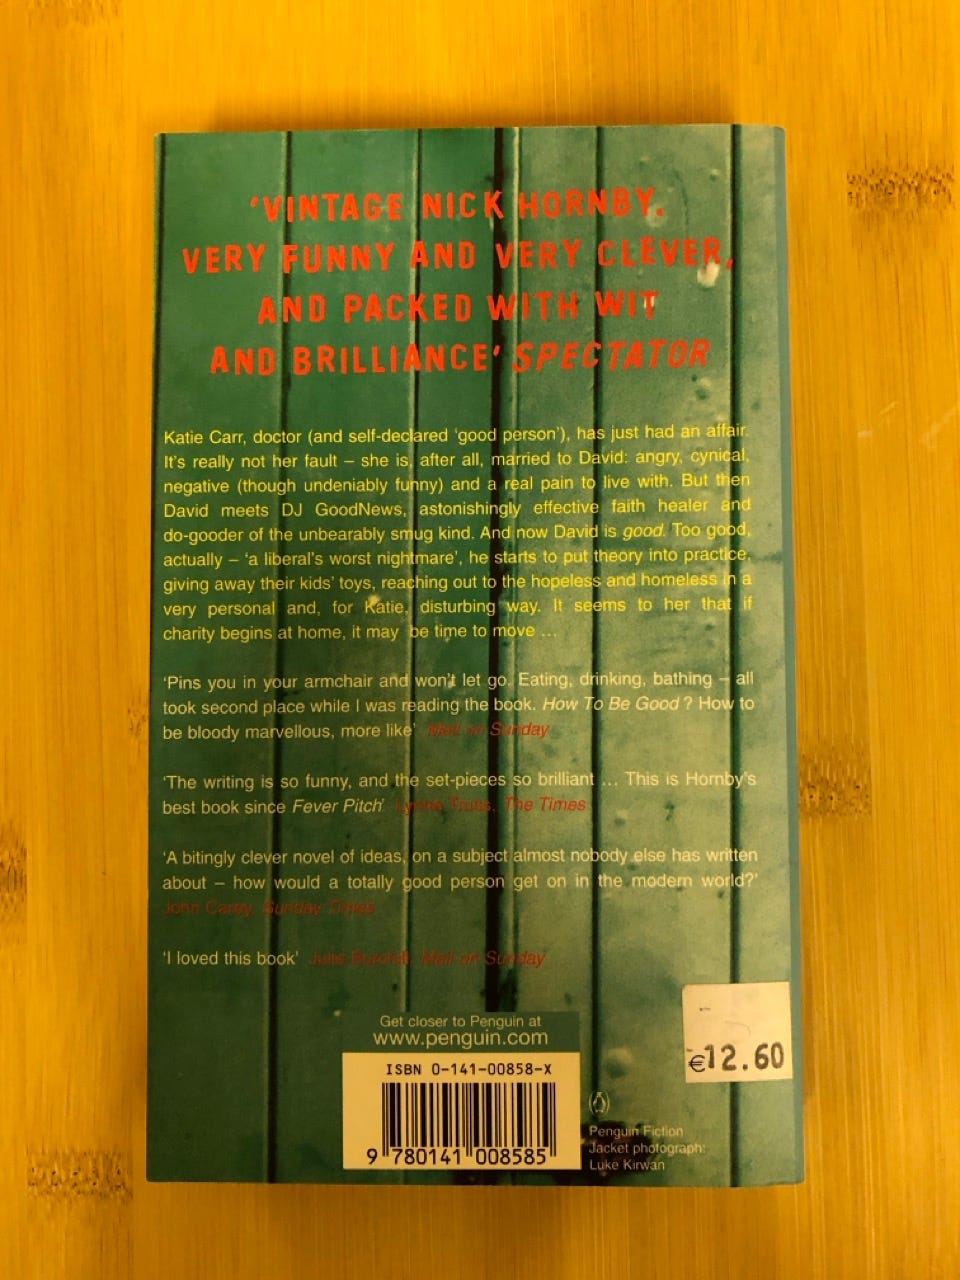 'VINTAGE NICK HORNBY.
VERY FUNNY AND VERY CLEVER,
AND PACKED WITH WIT
AND BRILLIANCE' SPECTATOR
Katie Carr, doctor (and self-declared 'good person'), has just had an affair.
It's really not her fault – she is, after all, married to David: angry, cynical,
negative (though undeniably funny) and a real pain to live with. But then
David meets DJ GoodNews, astonishingly effective faith healer and
do-gooder of the unbearably smug kind. And now David is good. Too good,
actually – 'a liberal's worst nightmare', he starts to put theory into practice,
giving away their kids' toys, reaching out to the hopeless and homeless in a
very personal and, for Katie, disturbing way. It seems to her that if
charity begins at home, it may be time to move ...
'Pins you in your armchair and won't let go. Eating, drinking, bathing – all
took second place while I was reading the book. How To Be Good? How to
be bloody marvellous, more like' Mail on Sunday
'The writing is so funny, and the set-pieces so brilliant ... This is Hornby's
best book since Fever Pitch' Lynne Truss, The Times
'A bitingly clever novel of ideas, on a subject almost nobody else has written
about – how would a totally good person get on in the modern world?'
John Carey, Sunday Times
'I loved this book' Julie Burchill, Mail on Sunday
Get closer to Penguin at
www.penguin.com
ISBN 0-141-00858-X
9 780141 008585
€12.60
Penguin Fiction
Jacket photograph:
Luke Kirwan